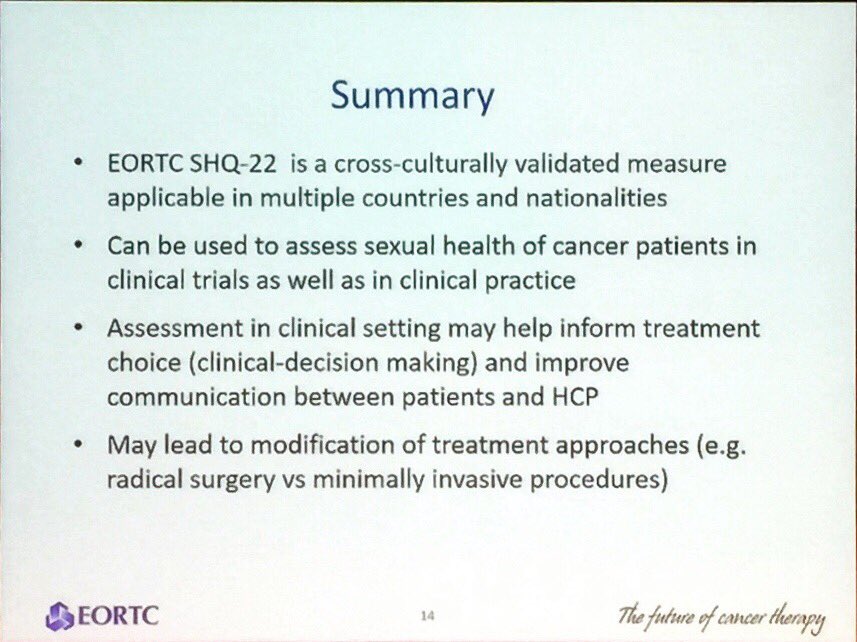 Summary
• EORTC SHQ-22 is a cross-culturally validated measure
applicable in multiple countries and nationalities
• Can be used to assess sexual health of cancer patients in
clinical trials as well as in clinical practice
• Assessment in clinical setting may help inform treatment
choice (clinical-decision making) and improve
communication between patients and HCP
• May lead to modification of treatment approaches (e.g.
radical surgery vs minimally invasive procedures)
EORTC
14
The future of cancer therapy